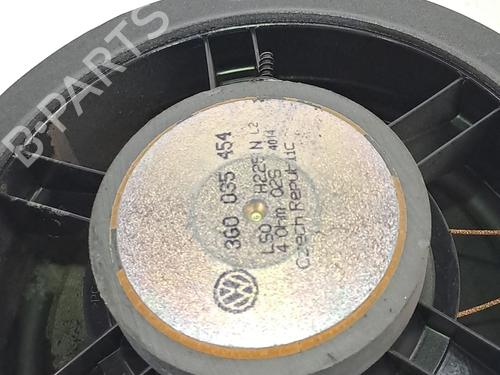 B-PARTS
3G0 035 454
LSO H225 N L2
4 Ohm 02S 4014
Czech Republic